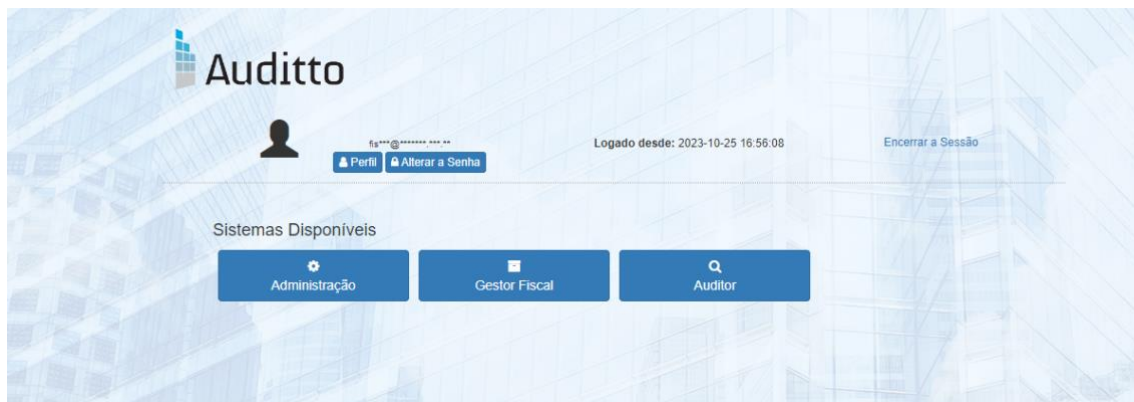 Auditto
fis***@*******.***.**
Logado desde: 2023-10-25 16:56:08
Encerrar a Sessão
Perfil
Alterar a Senha
Sistemas Disponíveis
Administração
Gestor Fiscal
Auditor